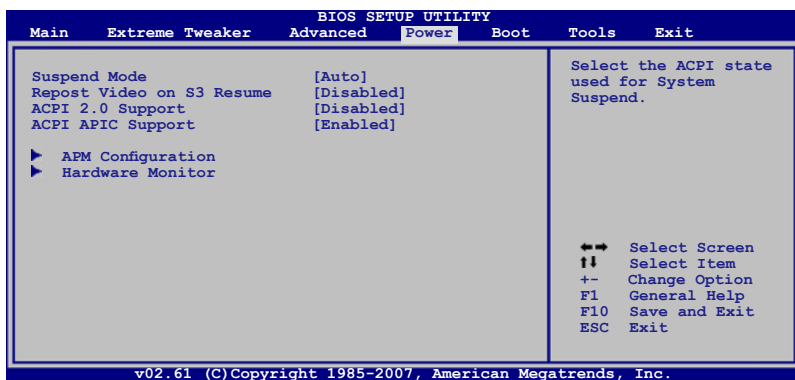 BIOS SETUP UTILITY
Main Extreme Tweaker Advanced Power Boot Tools Exit
Suspend Mode [Auto]
Repost Video on S3 Resume [Disabled]
ACPI 2.0 Support [Disabled]
ACPI APIC Support [Enabled]
APM Configuration
Hardware Monitor
Select the ACPI state
used for System
Suspend.
←→ Select Screen
↑↓ Select Item
+- Change Option
F1 General Help
F10 Save and Exit
ESC Exit
v02.61 (C)Copyright 1985-2007, American Megatrends, Inc.